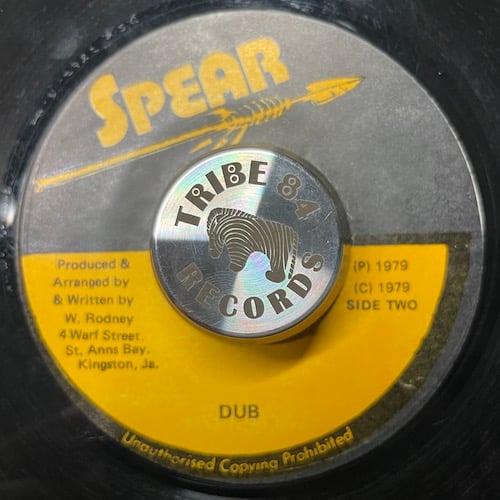 SPEAR
TRIBE 84
RECORDS
Produced &
Arranged by
& Written by
W. Rodney
4 Warf Street.
St. Anns Bay.
Kingston, Ja.
(P) 1979
(C) 1979
SIDE TWO
DUB
Unauthorised Copying Prohibited